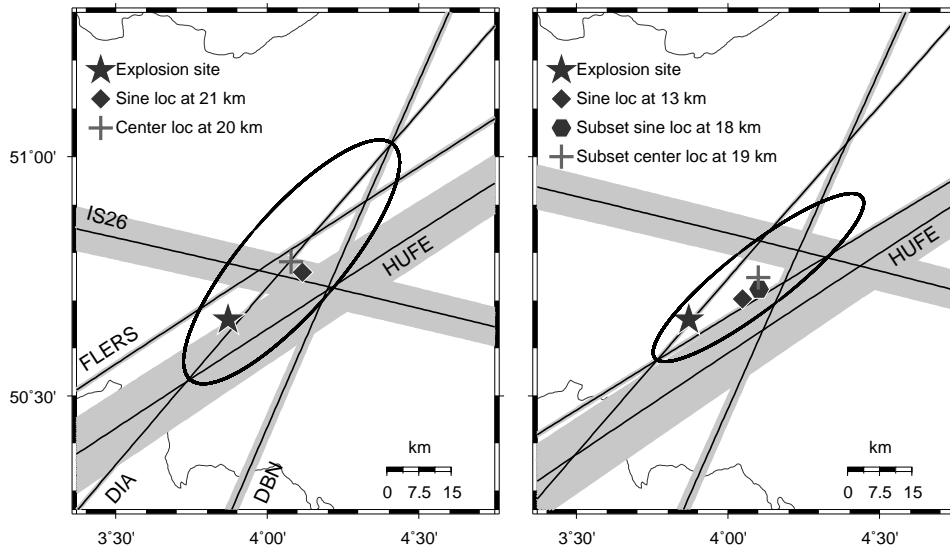 Explosion site
Sine loc at 21 km
Center loc at 20 km
51°00'
IS26
HUFE
FLERS
50°30'
DIA
DBN
km
0 7.5 15
3°30'
4°00'
4°30'
Explosion site
Sine loc at 13 km
Subset sine loc at 18 km
Subset center loc at 19 km
HUFE
km
0 7.5 15
3°30'
4°00'
4°30'